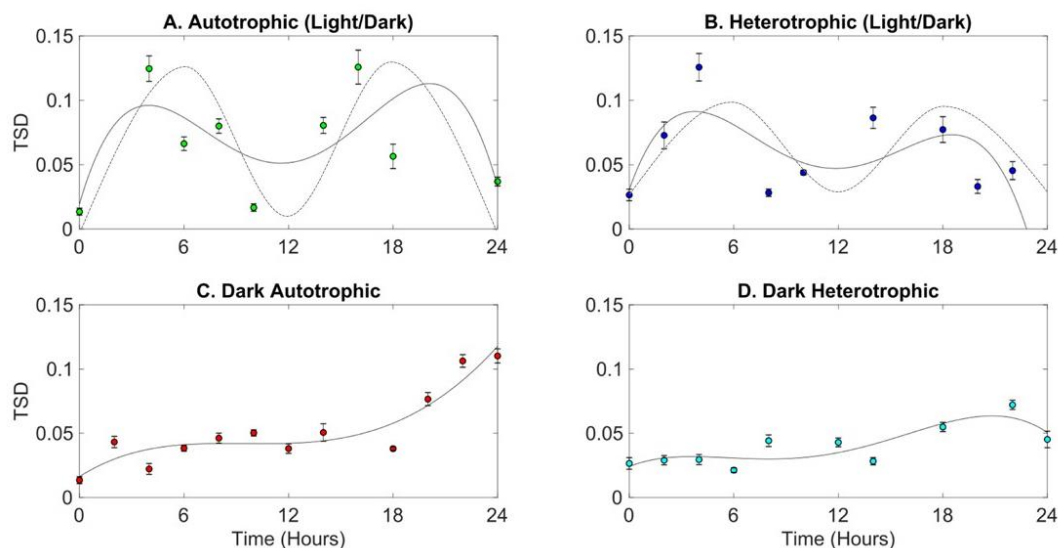 A. Autotrophic (Light/Dark)
0.15
0.1
0.05
0
TSD
0 6 12 18 24
B. Heterotrophic (Light/Dark)
0.15
0.1
0.05
0
0 6 12 18 24
C. Dark Autotrophic
0.15
0.1
0.05
0
TSD
0 6 12 18 24
Time (Hours)
D. Dark Heterotrophic
0.15
0.1
0.05
0
0 6 12 18 24
Time (Hours)